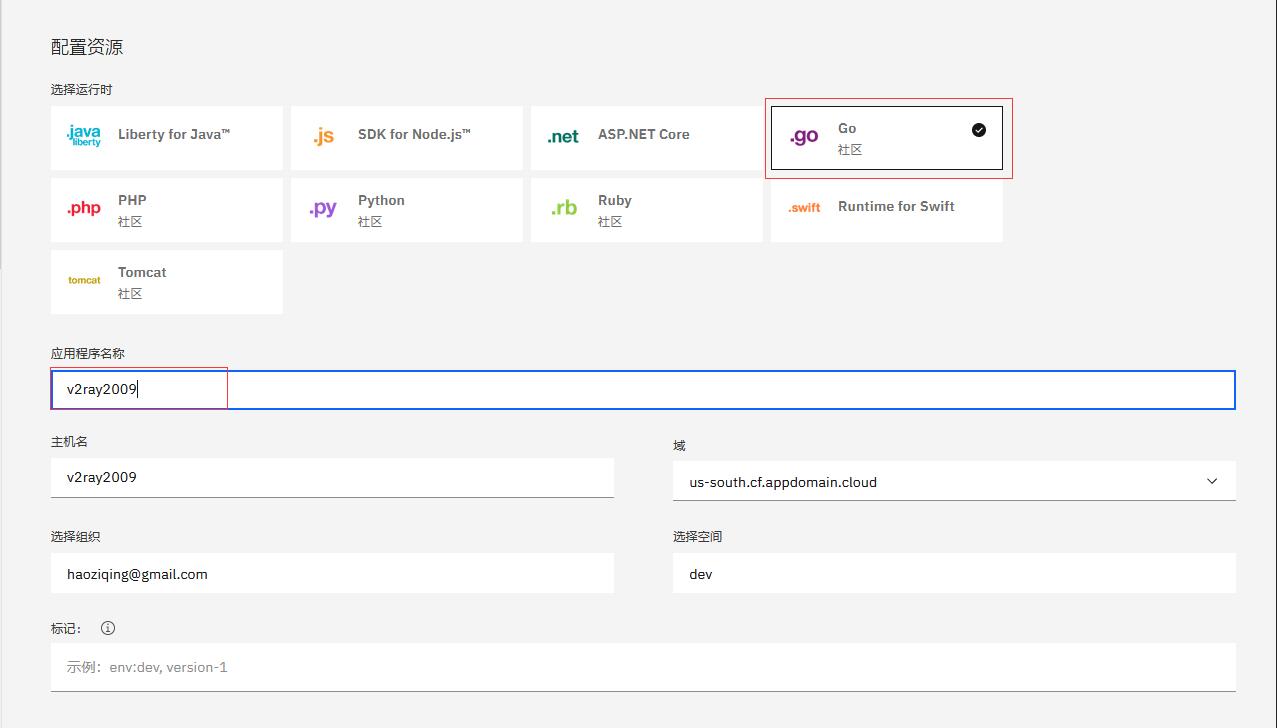 配置资源
选择运行时
.java liberty Liberty for Java™
.js SDK for Node.js™
.net ASP.NET Core
.go Go
社区
.php PHP
社区
.py Python
社区
.rb Ruby
社区
.swift Runtime for Swift
tomcat Tomcat
社区
应用程序名称
v2ray2009
主机名
域
v2ray2009
us-south.cf.appdomain.cloud
选择组织
选择空间
haoziqing@gmail.com
dev
标记：
示例：env:dev, version-1